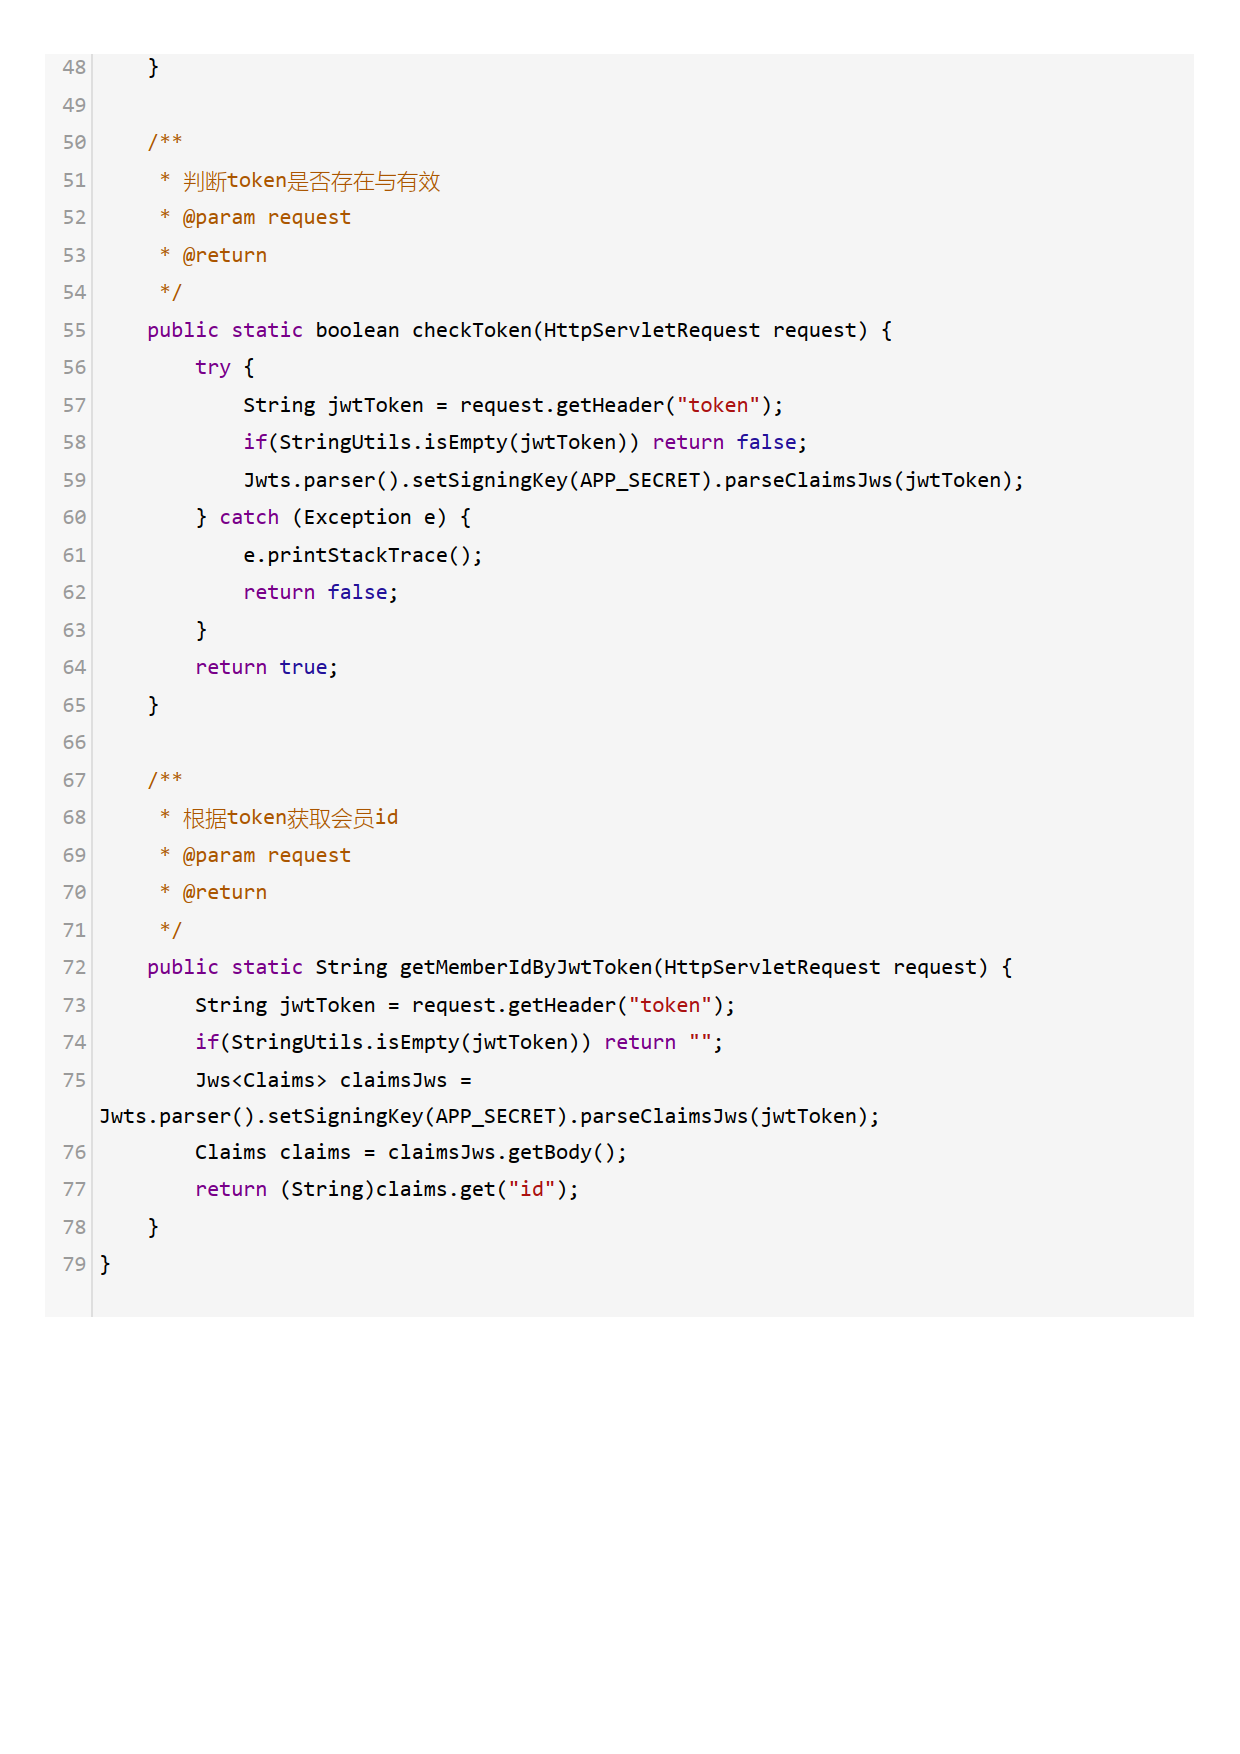 48     }
49
50     /**
51      * 判断token是否存在与有效
52      * @param request
53      * @return
54      */
55     public static boolean checkToken(HttpServletRequest request) {
56         try {
57             String jwtToken = request.getHeader("token");
58             if(StringUtils.isEmpty(jwtToken)) return false;
59             Jwts.parser().setSigningKey(APP_SECRET).parseClaimsJws(jwtToken);
60         } catch (Exception e) {
61             e.printStackTrace();
62             return false;
63         }
64         return true;
65     }
66
67     /**
68      * 根据token获取会员id
69      * @param request
70      * @return
71      */
72     public static String getMemberIdByJwtToken(HttpServletRequest request) {
73         String jwtToken = request.getHeader("token");
74         if(StringUtils.isEmpty(jwtToken)) return "";
75         Jws<Claims> claimsJws =
Jwts.parser().setSigningKey(APP_SECRET).parseClaimsJws(jwtToken);
76         Claims claims = claimsJws.getBody();
77         return (String)claims.get("id");
78     }
79 }